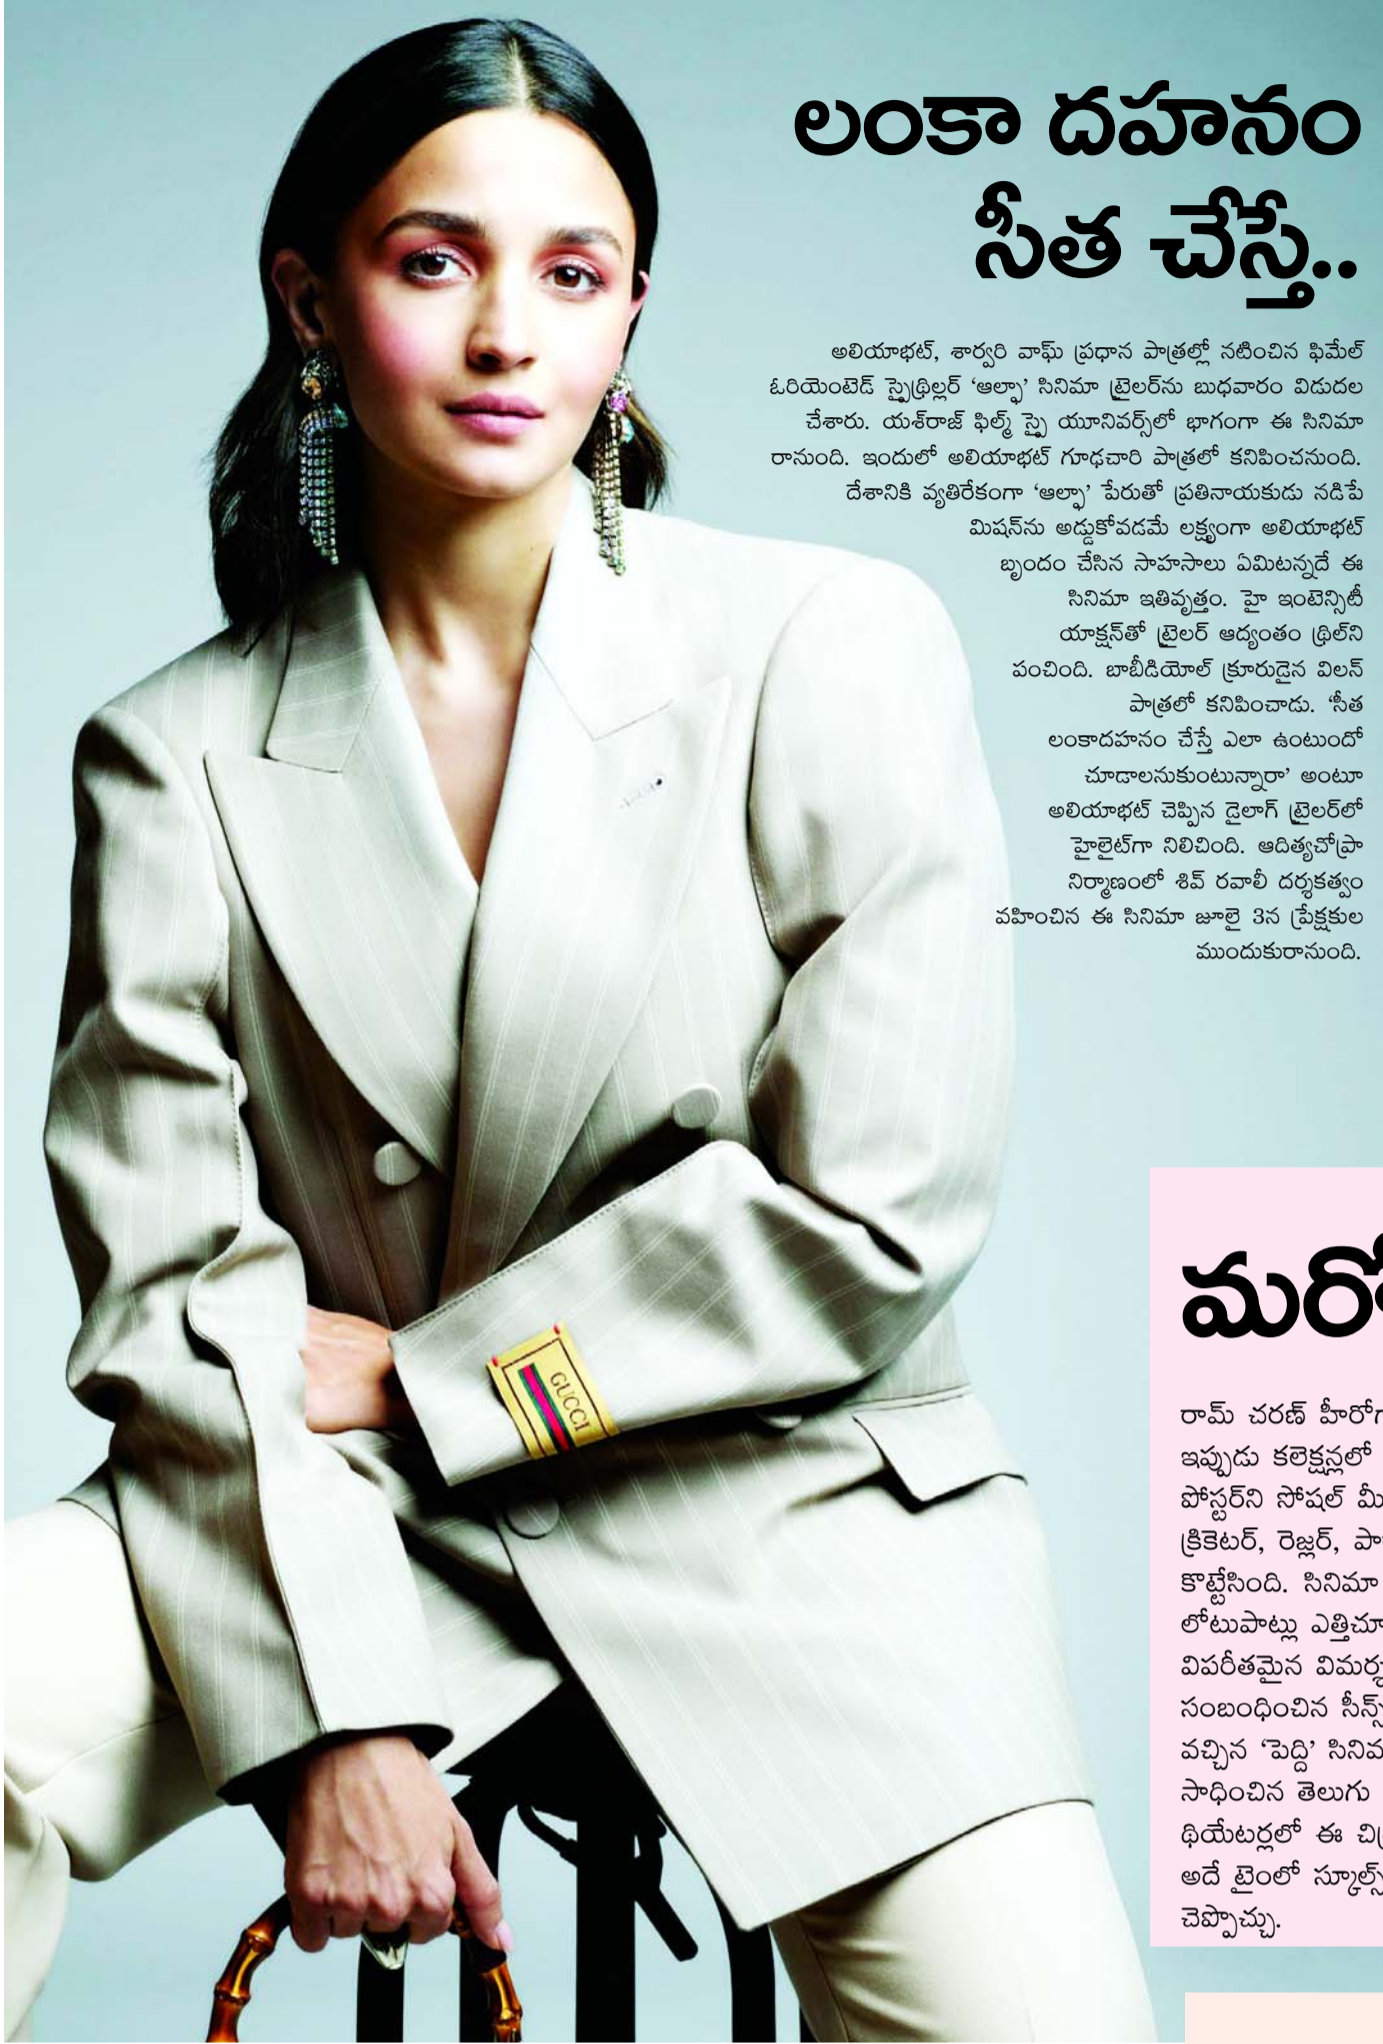 లంకా దహనం
సీత చేస్తే..
అలియాభట్, శార్వరి వాఘ్ ప్రధాన పాత్రల్లో నటించిన ఫిమేల్
ఓరియెంటెడ్ స్పైథ్రిల్లర్ ‘ఆల్ఫా’ సినిమా ట్రైలర్‌ను బుధవారం విడుదల
చేశారు. యశ్‌రాజ్ ఫిల్మ్ స్పై యూనివర్స్‌లో భాగంగా ఈ సినిమా
రానుంది. ఇందులో అలియాభట్ గూఢచారి పాత్రలో కనిపించనుంది.
దేశానికి వ్యతిరేకంగా ‘ఆల్ఫా’ పేరుతో ప్రతినాయకుడు నడిపే
మిషన్‌ను అడ్డుకోవడమే లక్ష్యంగా అలియాభట్
బృందం చేసిన సాహసాలు ఏమిటన్నదే ఈ
సినిమా ఇతివృత్తం. హై ఇంటెన్సిటీ
యాక్షన్‌తో ట్రైలర్ ఆద్యంతం థ్రిల్‌ని
పంచింది. బాబీడియోల్ క్రూరుడైన విలన్
పాత్రలో కనిపించాడు. ‘సీత
లంకాదహనం చేస్తే ఎలా ఉంటుందో
చూడాలనుకుంటున్నారా’ అంటూ
అలియాభట్ చెప్పిన డైలాగ్ ట్రైలర్‌లో
హైలైట్‌గా నిలిచింది. ఆదిత్యచోప్రా
నిర్మాణంలో శివ్ రవాలీ దర్శకత్వం
వహించిన ఈ సినిమా జూలై 3న ప్రేక్షకుల
ముందుకురానుంది.
GUCCI
మరో
రామ్ చరణ్ హీరోగ
ఇప్పుడు కలెక్షన్లలో
పోస్టర్‌ని సోషల్ మీ
క్రికెటర్, రెజ్లర్, పా
కొట్టేసింది. సినిమా
లోటుపాట్లు ఎత్తిచూ
విపరీతమైన విమర్శ
సంబంధించిన సీన్స్
వచ్చిన ‘పెద్ది’ సినిమ
సాధించిన తెలుగు
థియేటర్లలో ఈ చి
అదే టైంలో స్కూల్స్
చెప్పొచ్చు.